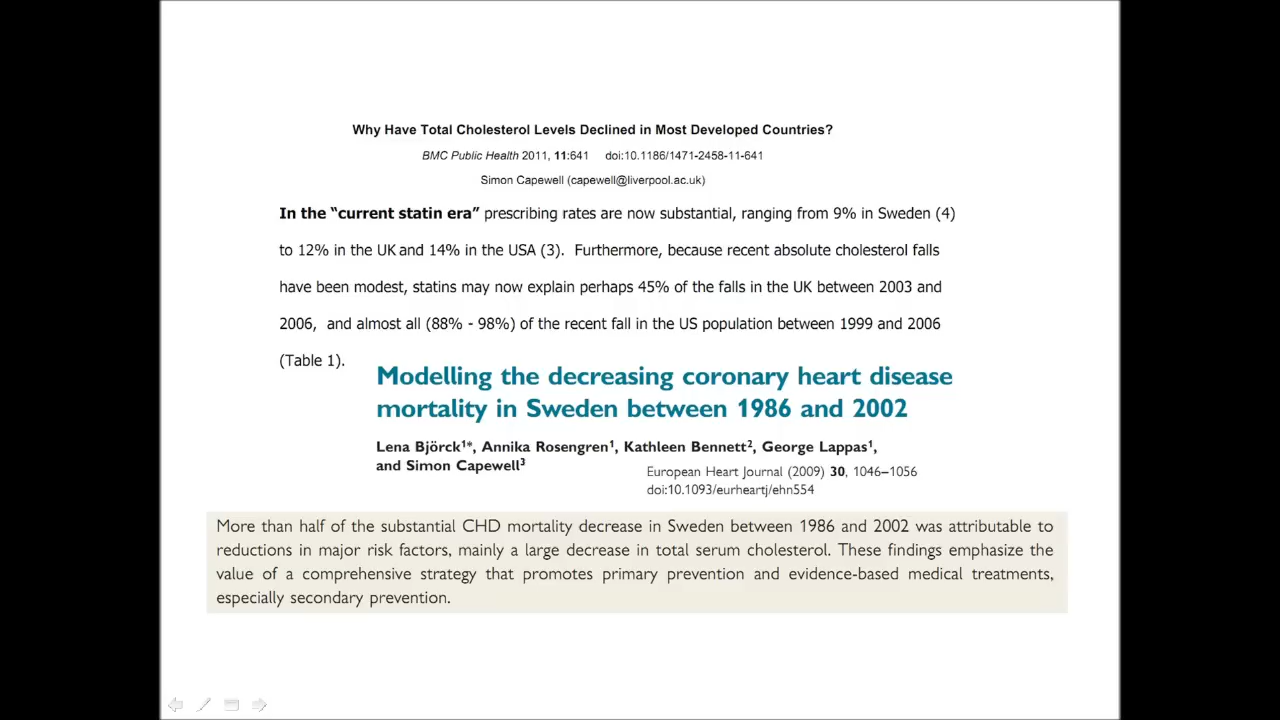 Why Have Total Cholesterol Levels Declined in Most Developed Countries?
BMC Public Health 2011, 11:641 doi:10.1186/1471-2458-11-641
Simon Capewell (capewell@liverpool.ac.uk)
In the “current statin era” prescribing rates are now substantial, ranging from 9% in Sweden (4)
to 12% in the UK and 14% in the USA (3). Furthermore, because recent absolute cholesterol falls
have been modest, statins may now explain perhaps 45% of the falls in the UK between 2003 and
2006, and almost all (88% - 98%) of the recent fall in the US population between 1999 and 2006
(Table 1).
Modelling the decreasing coronary heart disease
mortality in Sweden between 1986 and 2002
Lena Björck1*, Annika Rosengren1, Kathleen Bennett2, George Lappas1,
and Simon Capewell3
European Heart Journal (2009) 30, 1046–1056
doi:10.1093/eurheartj/ehn554
More than half of the substantial CHD mortality decrease in Sweden between 1986 and 2002 was attributable to
reductions in major risk factors, mainly a large decrease in total serum cholesterol. These findings emphasize the
value of a comprehensive strategy that promotes primary prevention and evidence-based medical treatments,
especially secondary prevention.